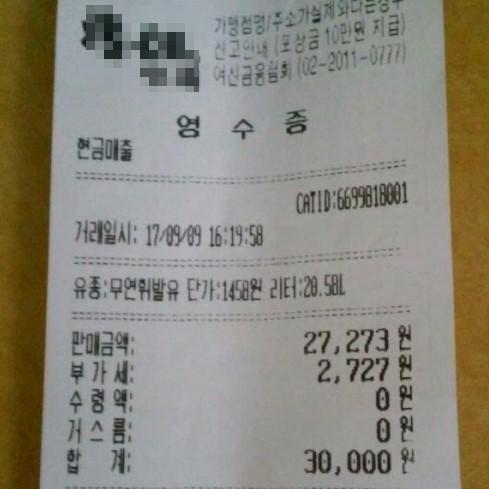 가맹점명/주소가실제와다른경우
신고안내 (포상금 10만원 지급)
여신금융협회 (02-2011-0777)
영 수 증
현금매출
CATID:6699818001
거래일시: 17/09/09 16:19:58
유종:무연휘발유 단가:1458원 리터:20.58L
판매금액: 27,273 원
부 가 세: 2,727 원
수 령 액: 0 원
거 스 름: 0 원
합 계: 30,000 원